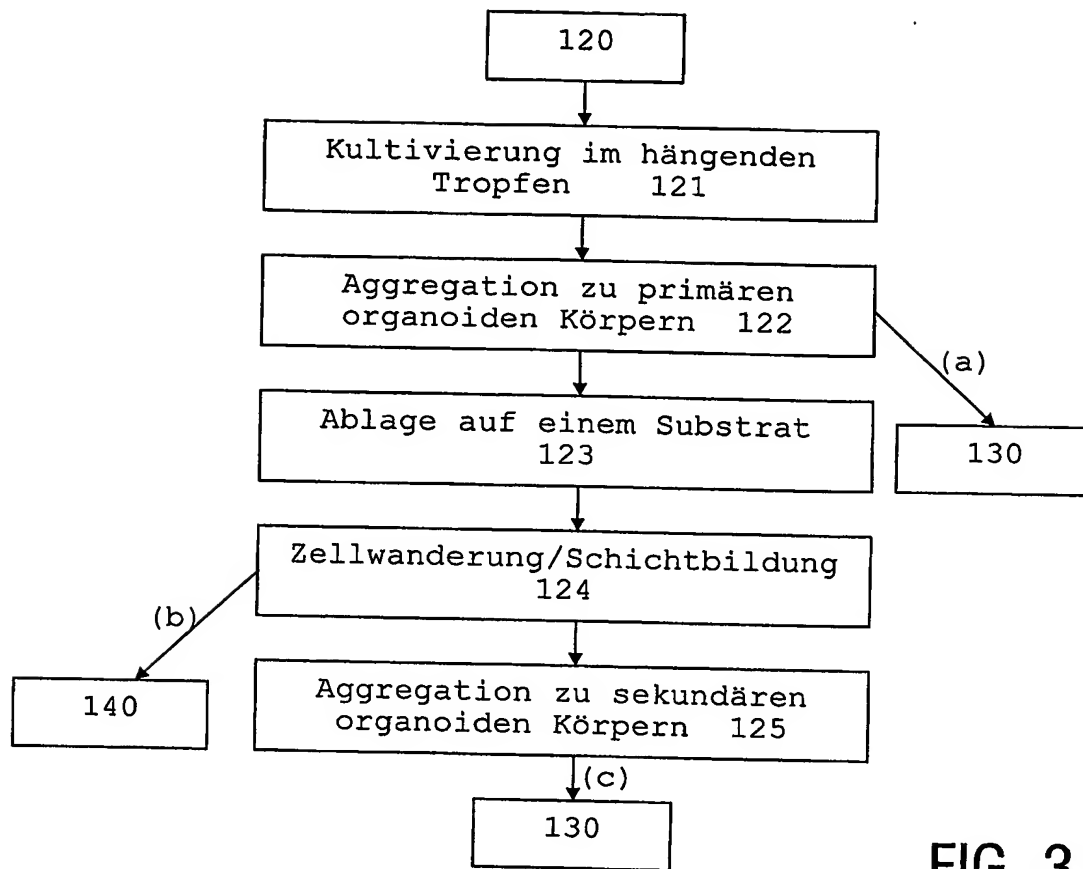 120
Kultivierung im hängenden
Tropfen 121
Aggregation zu primären
organoiden Körpern 122
(a)
Ablage auf einem Substrat
123
130
Zellwanderung/Schichtbildung
124
(b)
140
Aggregation zu sekundären
organoiden Körpern 125
(c)
130
FIG. 3